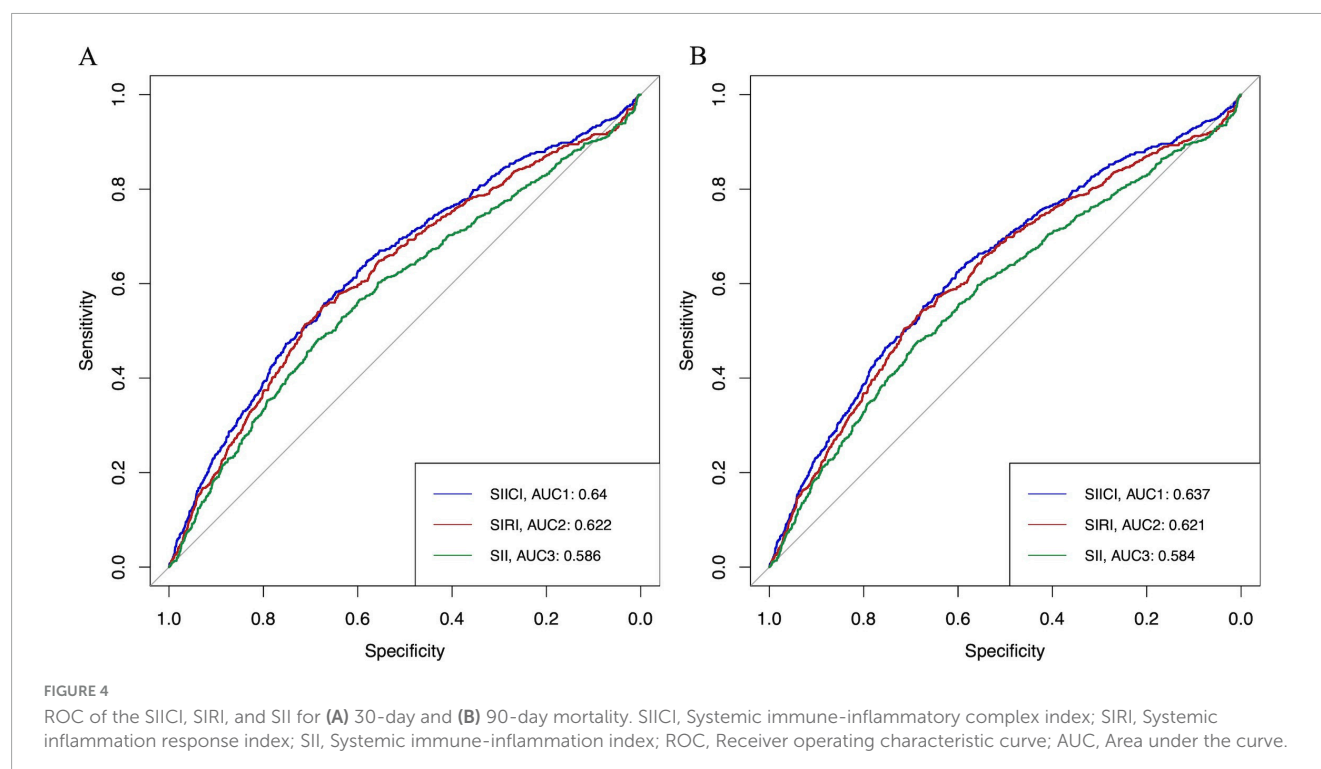 A
1.0
0.8
0.6
0.4
0.2
0.0
Sensitivity
1.0 0.8 0.6 0.4 0.2 0.0
Specificity
SIICI, AUC1: 0.64
SIRI, AUC2: 0.622
SII, AUC3: 0.586
B
1.0
0.8
0.6
0.4
0.2
0.0
Sensitivity
1.0 0.8 0.6 0.4 0.2 0.0
Specificity
SIICI, AUC1: 0.637
SIRI, AUC2: 0.621
SII, AUC3: 0.584
FIGURE 4
ROC of the SIICI, SIRI, and SII for (A) 30-day and (B) 90-day mortality. SIICI, Systemic immune-inflammatory complex index; SIRI, Systemic
inflammation response index; SII, Systemic immune-inflammation index; ROC, Receiver operating characteristic curve; AUC, Area under the curve.